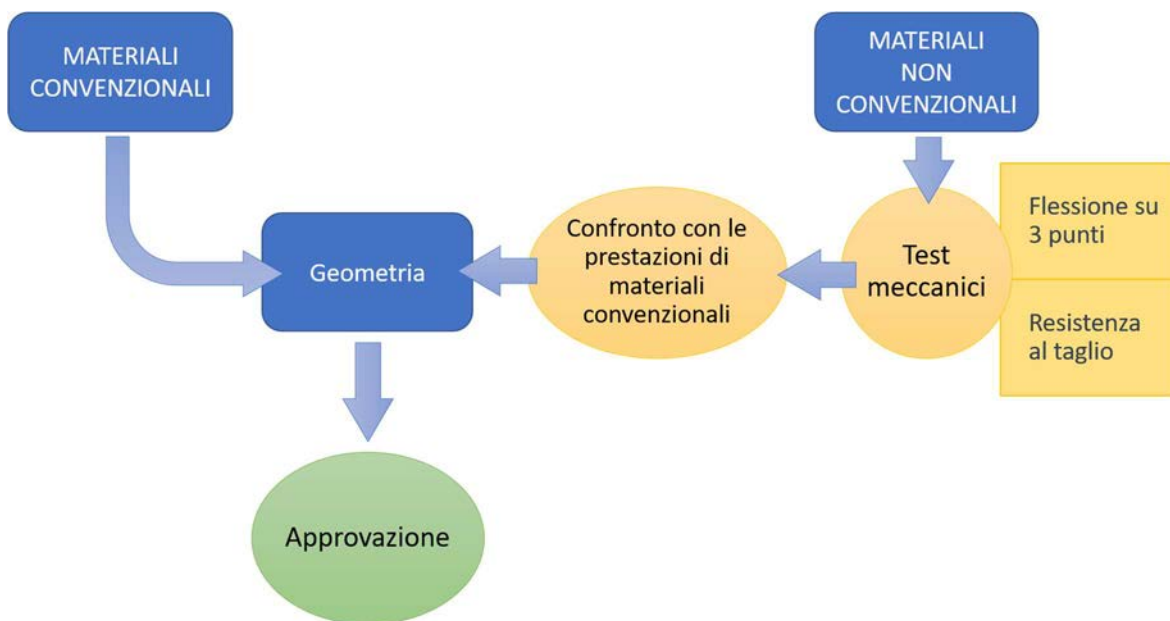 MATERIALI
CONVENZIONALI
MATERIALI
NON
CONVENZIONALI
Geometria
Confronto con le
prestazioni di
materiali
convenzionali
Test
meccanici
Flessione su
3 punti
Resistenza
al taglio
Approvazione